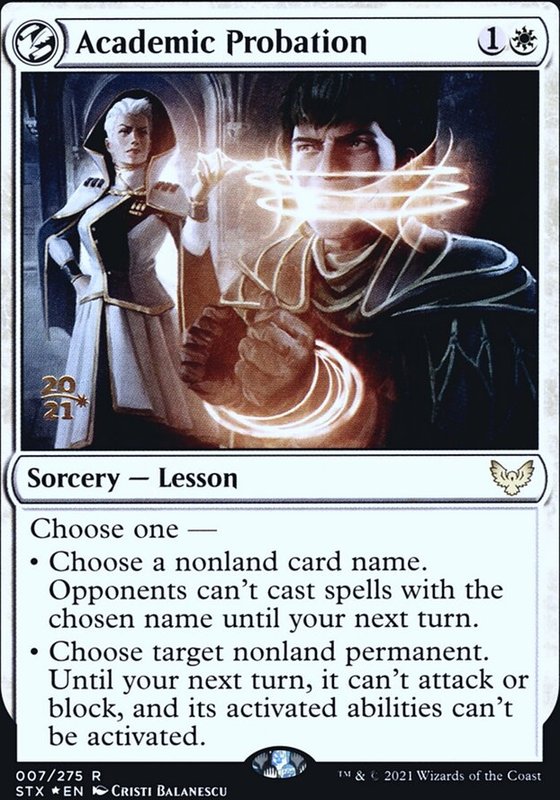 Academic Probation 1
20
21
Sorcery — Lesson
Choose one —
• Choose a nonland card name.
Opponents can't cast spells with the
chosen name until your next turn.
• Choose target nonland permanent.
Until your next turn, it can't attack or
block, and its activated abilities can't
be activated.
007/275 R
STX ★ EN Cristi Balanescu
™ & © 2021 Wizards of the Coast